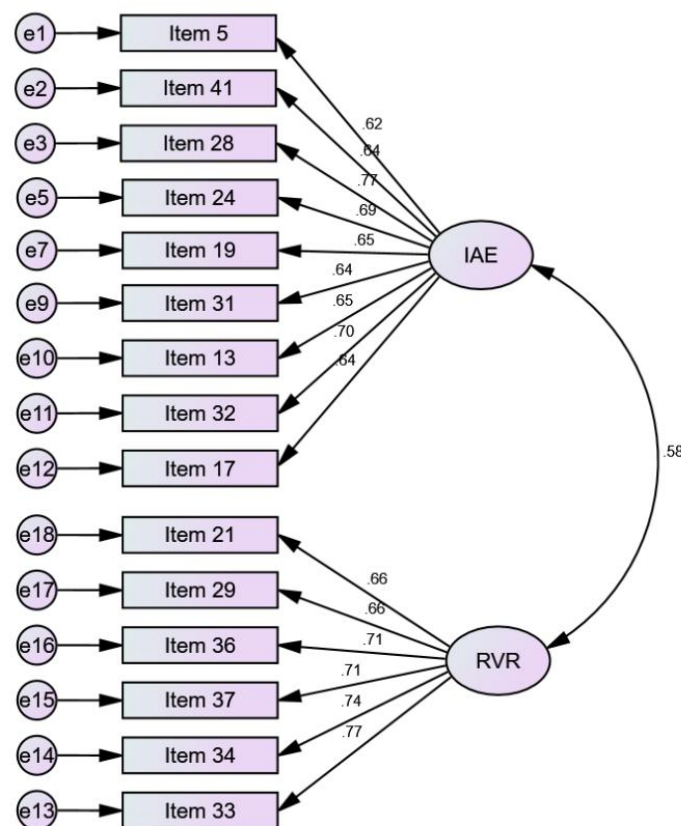 e1 Item 5
e2 Item 41
e3 Item 28
e5 Item 24
e7 Item 19
e9 Item 31
e10 Item 13
e11 Item 32
e12 Item 17
.62
.64
.77
.69
.65
.64
.65
.70
.64
IAE
.58
e18 Item 21
e17 Item 29
e16 Item 36
e15 Item 37
e14 Item 34
e13 Item 33
.66
.66
.71
.71
.74
.77
RVR